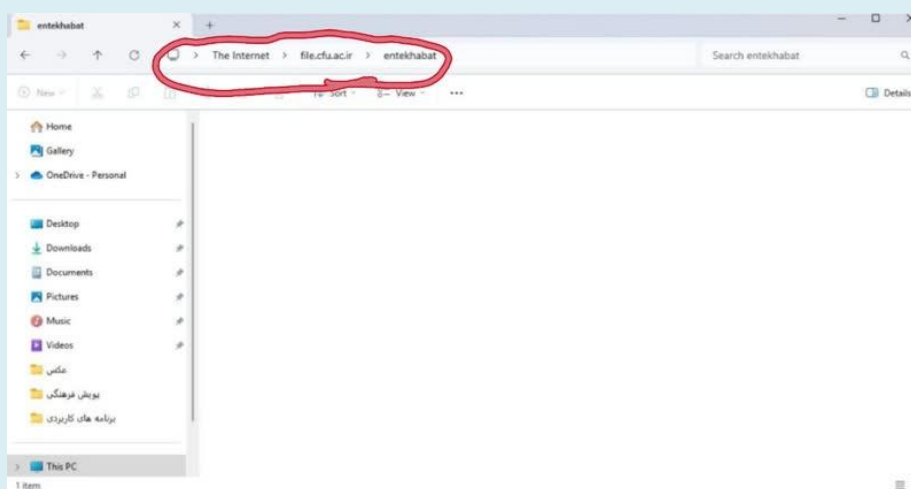 entekhabat
The Internet > file.cfu.ac.ir > entekhabat
Search entekhabat
New
Sort
View
Details
Home
Gallery
OneDrive - Personal
Desktop
Downloads
Documents
Pictures
Music
Videos
عکس
پویش فرهنگی
برنامه های کاربردی
This PC
1 item